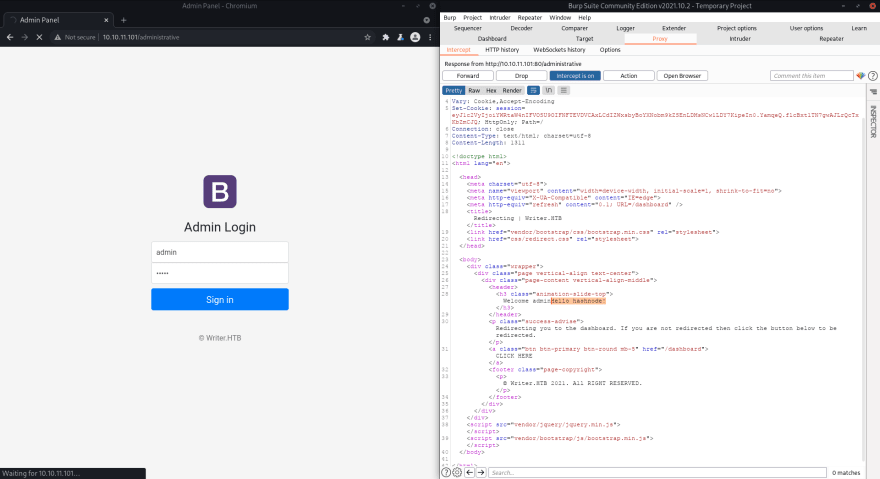 Admin Panel - Chromium
Admin Panel
Not secure | 10.10.11.101/administrative
B
Admin Login
admin
•••••
Sign in
© Writer.HTB
Waiting for 10.10.11.101...
Burp Suite Community Edition v2021.10.2 - Temporary Project
Burp Project Intruder Repeater Window Help
Sequencer Decoder Comparer Logger Extender Project options User options Learn
Dashboard Target Proxy Intruder Repeater
Intercept HTTP history WebSockets history Options
Response from http://10.10.11.101:80/administrative
Forward Drop Intercept is on Action Open Browser Comment this item
Pretty Raw Hex Render \n
INSPECTOR
4 Vary: Cookie,Accept-Encoding
5 Set-Cookie: session=
HttpOnly; Path=/
6 Connection: close
7 Content-Type: text/html; charset=utf-8
8 Content-Length: 1311
9
10 <!doctype html>
11 <html lang="en">
12
13 <head>
14 <meta charset="utf-8">
15 <meta name="viewport" content="width=device-width, initial-scale=1, shrink-to-fit=no">
16 <meta http-equiv="X-UA-Compatible" content="IE=edge">
17 <meta http-equiv="refresh" content="0.1; URL=/dashboard" />
18 <title>
Redirecting | Writer.HTB
</title>
19 <link href="vendor/bootstrap/css/bootstrap.min.css" rel="stylesheet">
20 <link href="css/redirect.css" rel="stylesheet">
21 </head>
22
23 <body>
24 <div class="wrapper">
25 <div class="page vertical-align text-center">
26 <div class="page-content vertical-align-middle">
27 <header>
28 <h3 class="animation-slide-top">
Welcome adminHello hashnode"
</h3>
29 </header>
30 <p class="success-advise">
Redirecting you to the dashboard. If you are not redirected then click the button below to be
redirected.
</p>
31 <a class="btn btn-primary btn-round mb-5" href="/dashboard">
CLICK HERE
</a>
32 <footer class="page-copyright">
33 <p>
© Writer.HTB 2021. All RIGHT RESERVED.
</p>
34 </footer>
35 </div>
36 </div>
37 </div>
38 <script src="vendor/jquery/jquery.min.js">
</script>
39 <script src="vendor/bootstrap/js/bootstrap.min.js">
</script>
40 </body>
41
42 </html>
Search...
0 matches